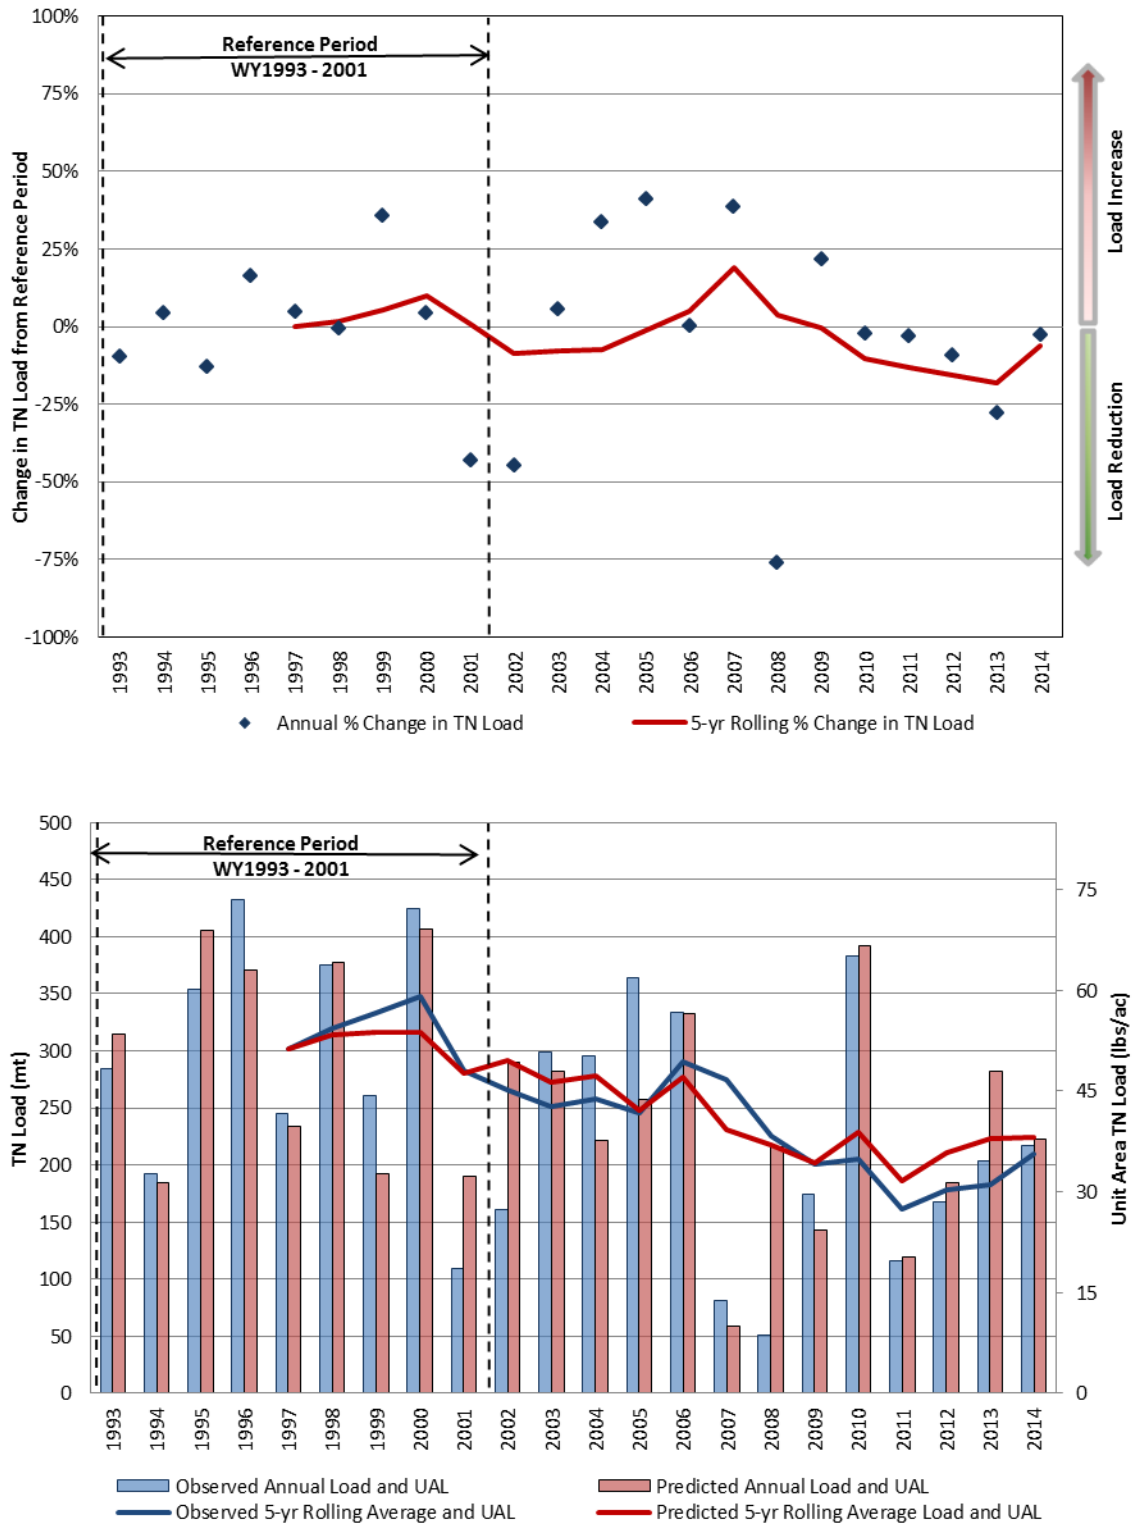 100%
75%
50%
25%
0%
-25%
-50%
-75%
-100%
Change in TN Load from Reference Period
Reference Period
WY1993 - 2001
Load Increase
Load Reduction
1993 1994 1995 1996 1997 1998 1999 2000 2001 2002 2003 2004 2005 2006 2007 2008 2009 2010 2011 2012 2013 2014
Annual % Change in TN Load 5-yr Rolling % Change in TN Load
500
450
400
350
300
250
200
150
100
50
0
TN Load (mt)
Reference Period
WY1993 - 2001
75
60
45
30
15
0
Unit Area TN Load (lbs/ac)
1993 1994 1995 1996 1997 1998 1999 2000 2001 2002 2003 2004 2005 2006 2007 2008 2009 2010 2011 2012 2013 2014
Observed Annual Load and UAL Predicted Annual Load and UAL
Observed 5-yr Rolling Average and UAL Predicted 5-yr Rolling Average Load and UAL